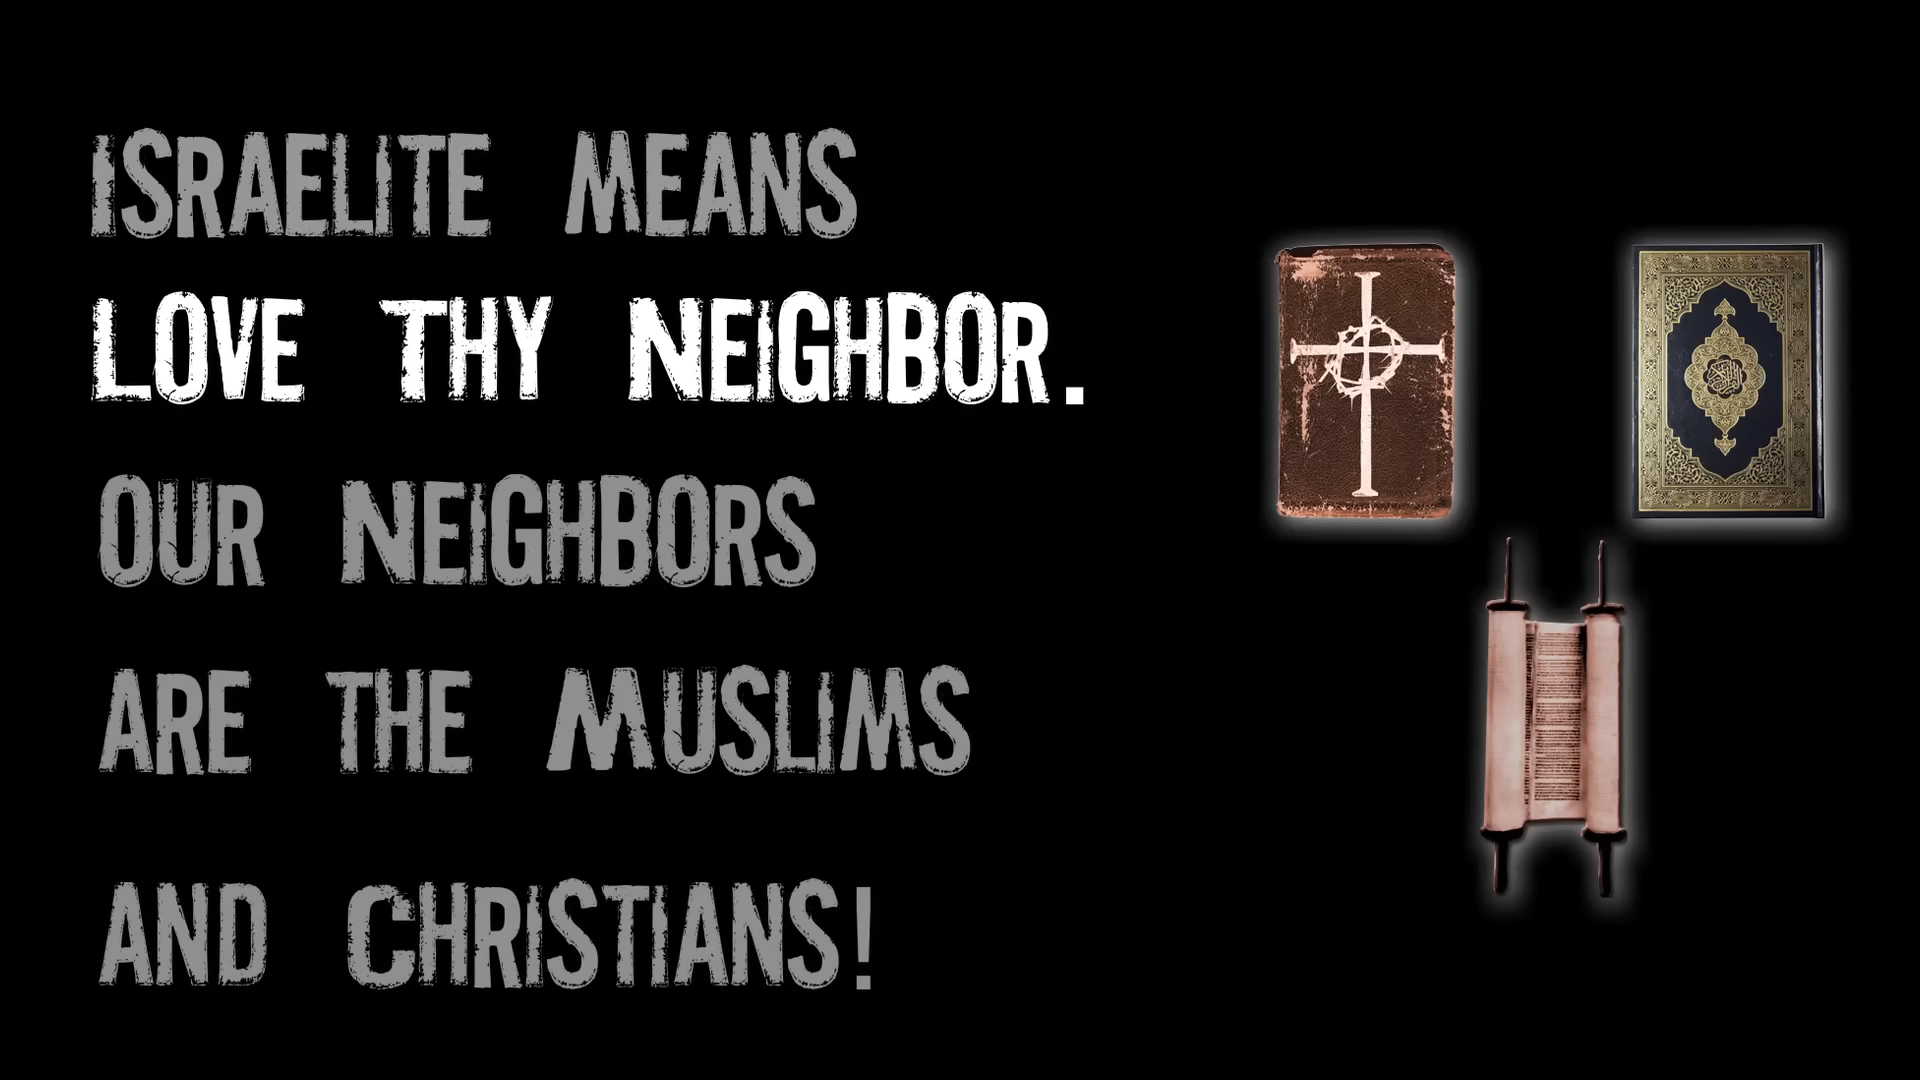 Israelite Means
Love Thy Neighbor.
Our Neighbors
are the Muslims
and Christians!